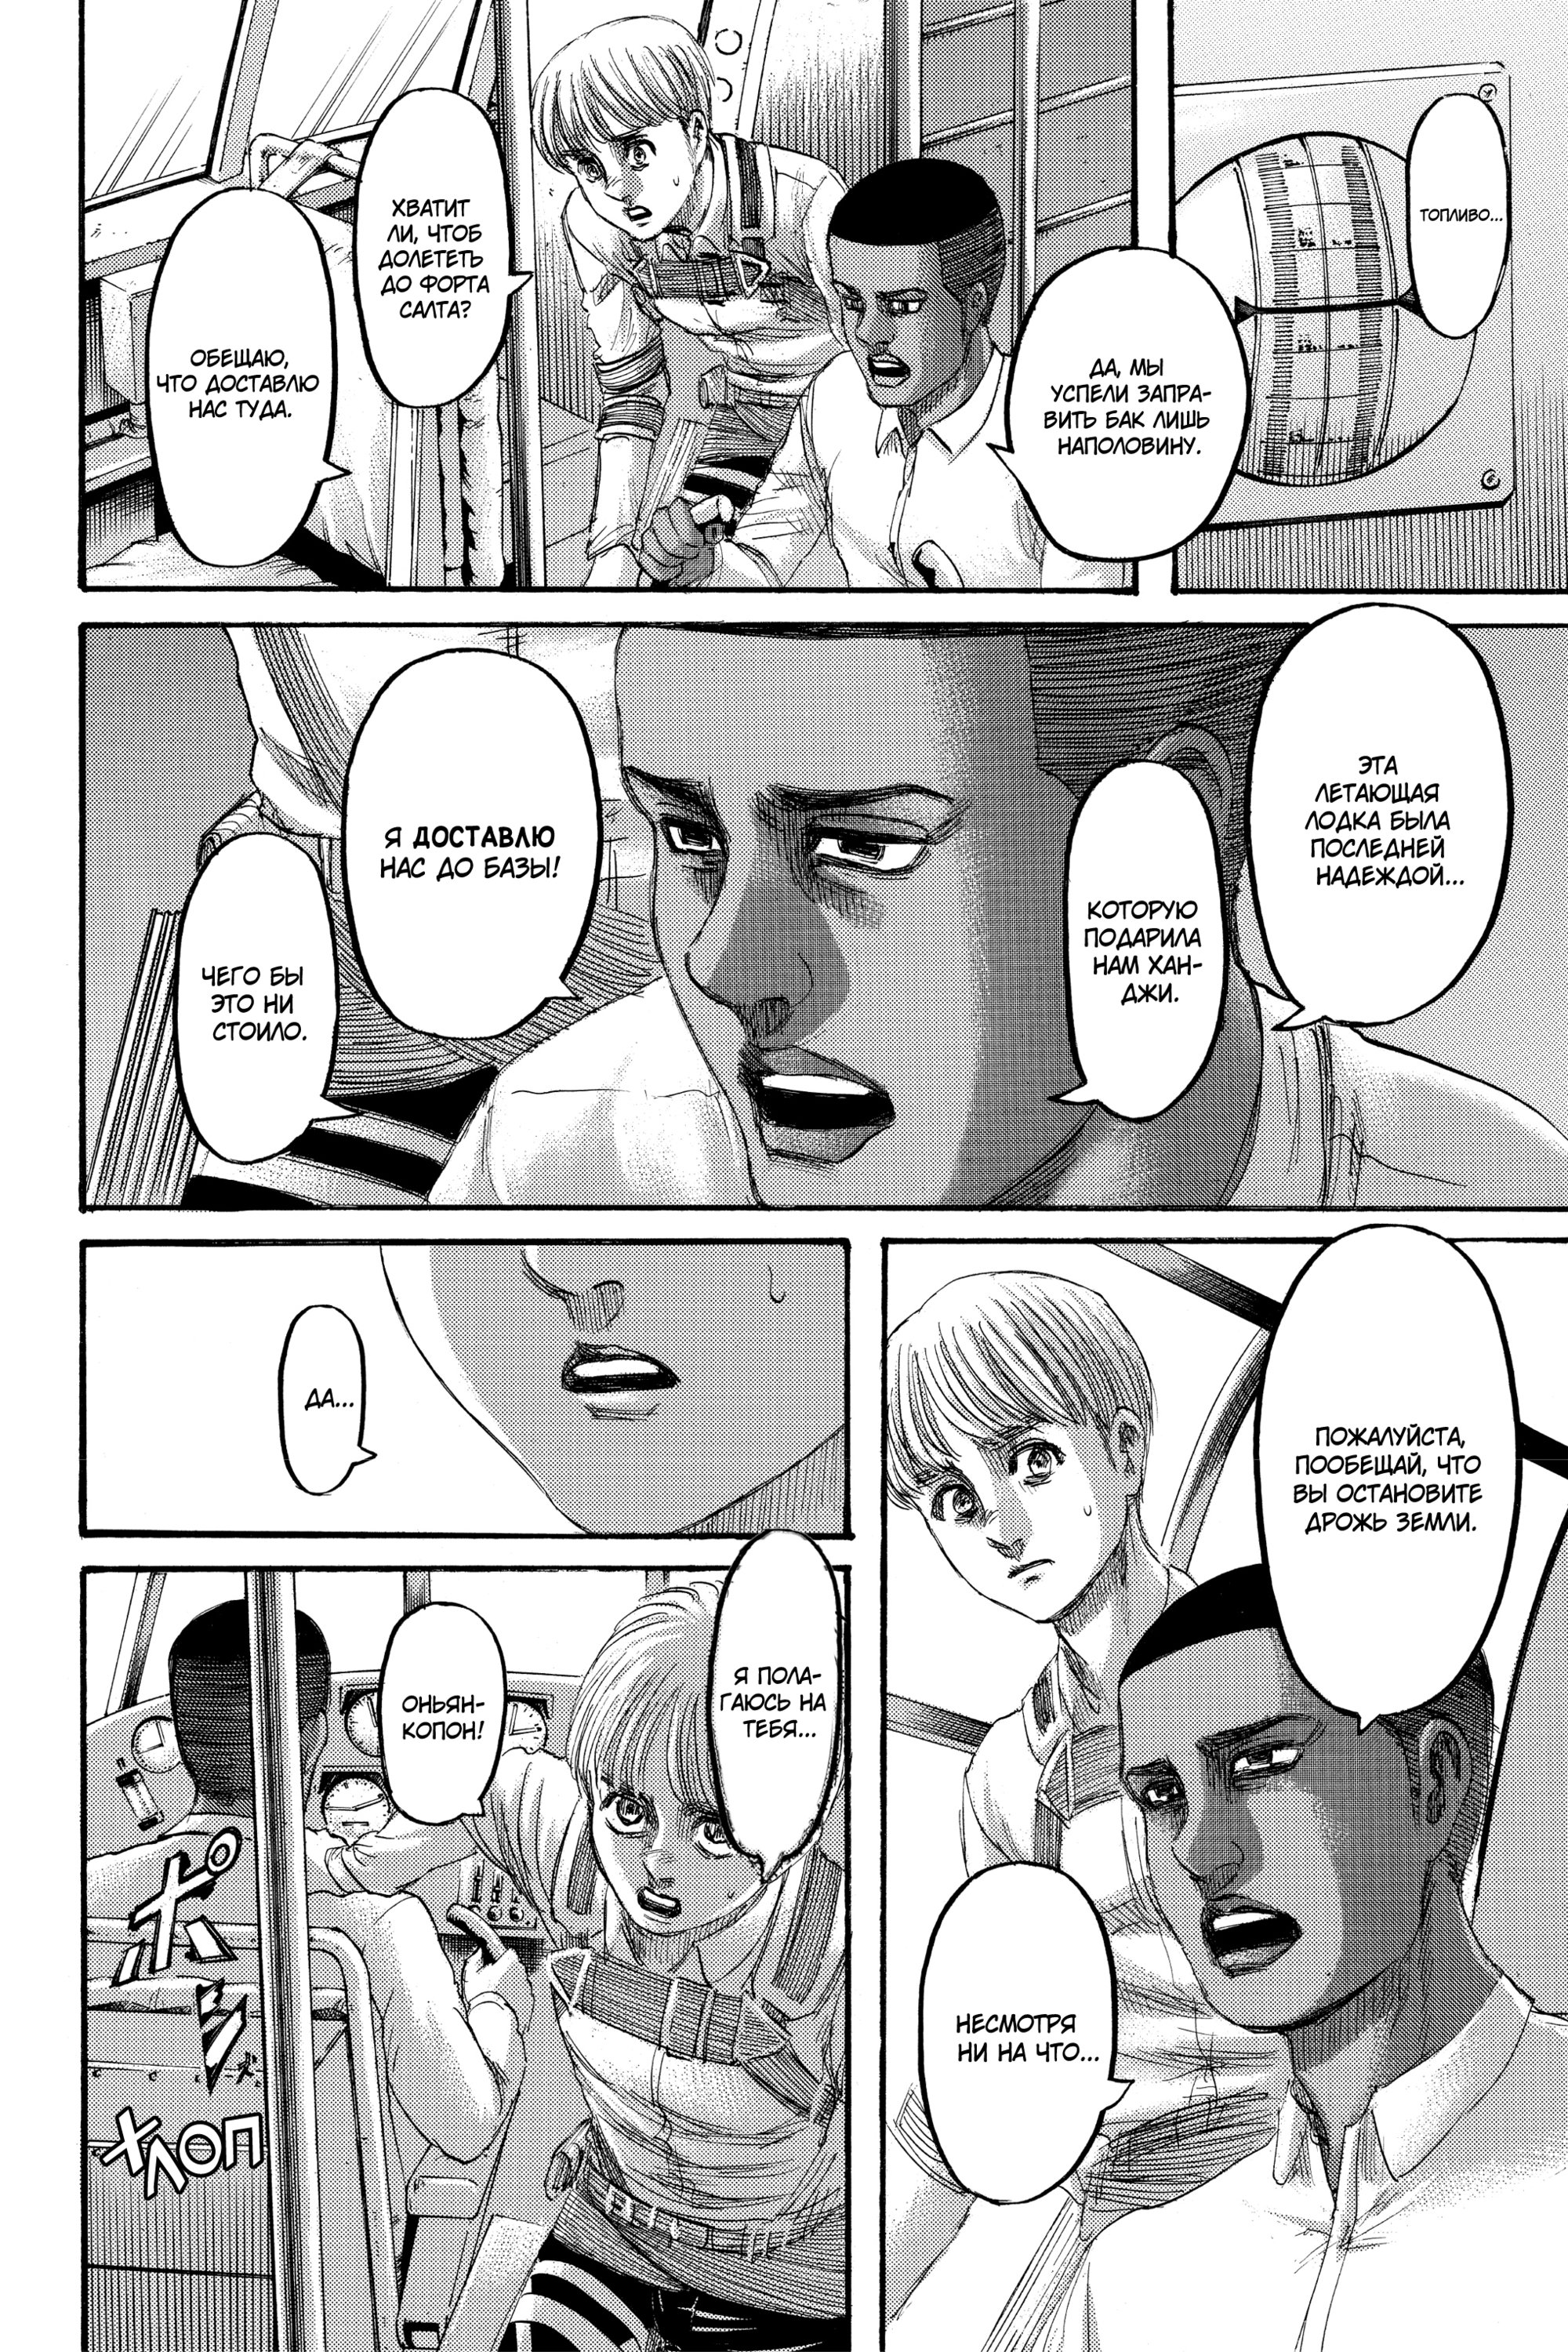 ТОПЛИВО...
ДА, МЫ
УСПЕЛИ ЗАПРА-
ВИТЬ БАК ЛИШЬ
НАПОЛОВИНУ.
ХВАТИТ
ЛИ, ЧТОБ
ДОЛЕТЕТЬ
ДО ФОРТА
САЛТА?
ОБЕЩАЮ,
ЧТО ДОСТАВЛЮ
НАС ТУДА.
ЭТА
ЛЕТАЮЩАЯ
ЛОДКА БЫЛА
ПОСЛЕДНЕЙ
НАДЕЖДОЙ...
КОТОРУЮ
ПОДАРИЛА
НАМ ХАН-
ДЖИ.
Я ДОСТАВЛЮ
НАС ДО БАЗЫ!
ЧЕГО БЫ
ЭТО НИ
СТОИЛО.
ПОЖАЛУЙСТА,
ПООБЕЩАЙ, ЧТО
ВЫ ОСТАНОВИТЕ
ДРОЖЬ ЗЕМЛИ.
НЕСМОТРЯ
НИ НА ЧТО...
ДА...
Я ПОЛА-
ГАЮСЬ НА
ТЕБЯ...
ОНЬЯН-
КОПОН!
ポン
ХЛОП